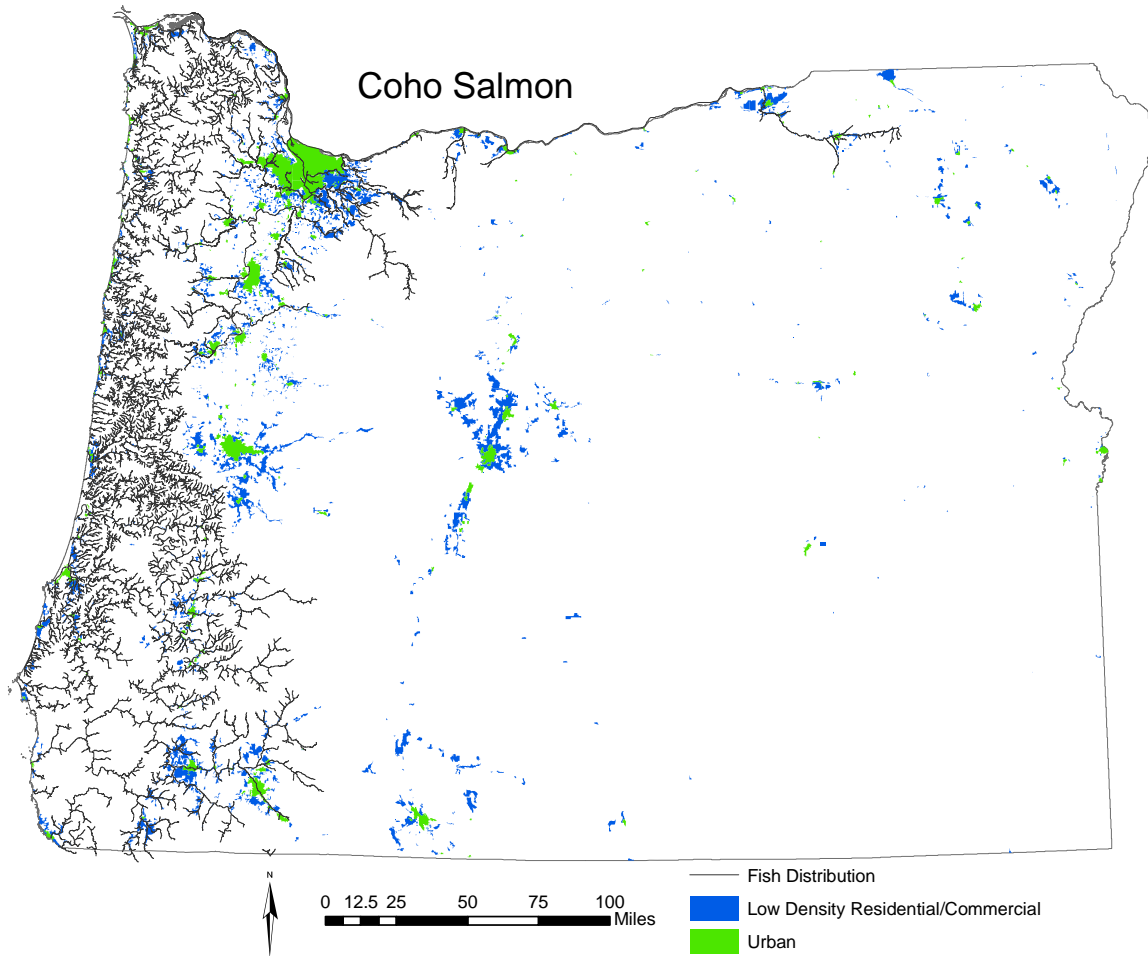 Coho Salmon
N
0 12.5 25 50 75 100
Miles
Fish Distribution
Low Density Residential/Commercial
Urban